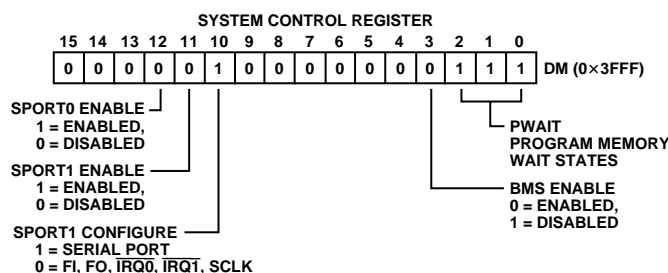 SYSTEM CONTROL REGISTER
15 14 13 12 11 10 9 8 7 6 5 4 3 2 1 0
0 0 0 0 0 1 0 0 0 0 0 0 0 1 1 1 DM (0×3FFF)
SPORT0 ENABLE
1 = ENABLED,
0 = DISABLED
SPORT1 ENABLE
1 = ENABLED,
0 = DISABLED
SPORT1 CONFIGURE
1 = SERIAL PORT
0 = FI, FO, IRQ0, IRQ1, SCLK
PWAIT
PROGRAM MEMORY
WAIT STATES
BMS ENABLE
0 = ENABLED,
1 = DISABLED